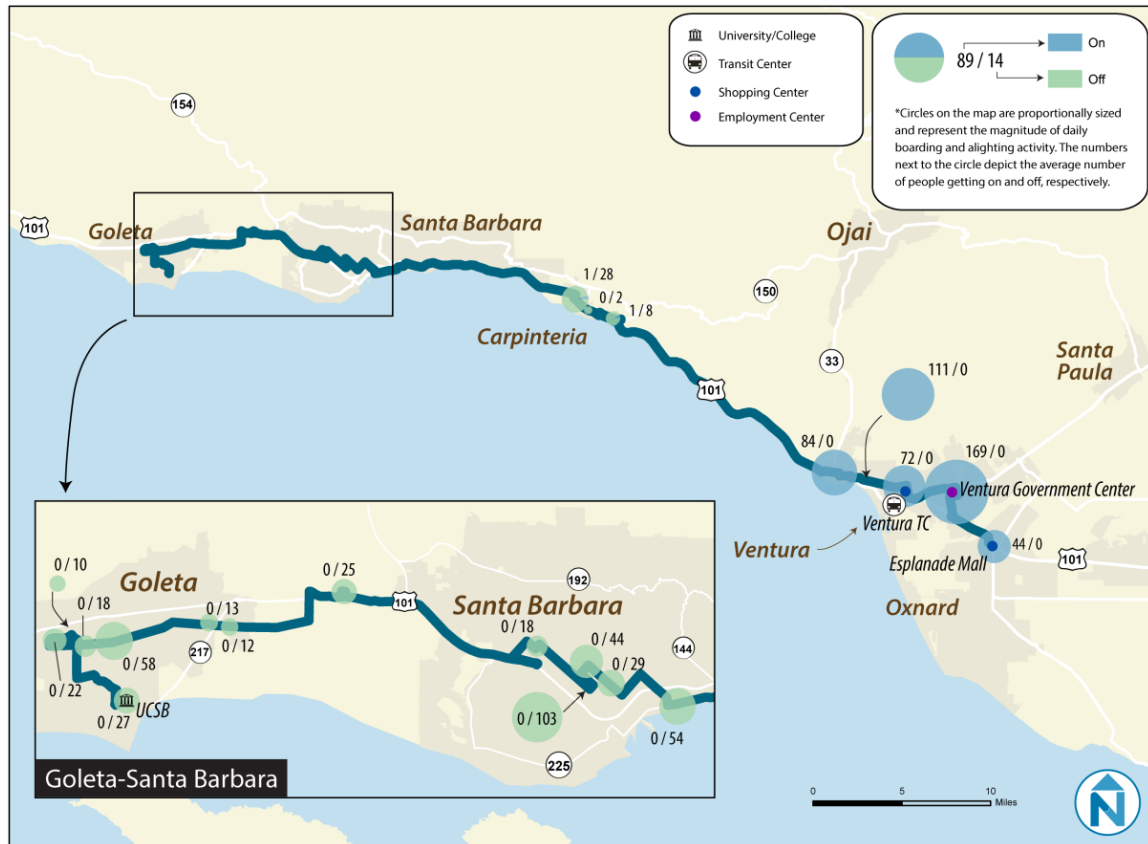 University/College
Transit Center
Shopping Center
Employment Center
89 / 14
On
Off
*Circles on the map are proportionally sized
and represent the magnitude of daily
boarding and alighting activity. The numbers
next to the circle depict the average number
of people getting on and off, respectively.
154
101
Goleta
Santa Barbara
Ojai
1 / 28
0 / 2
1 / 8
150
Carpinteria
33
Santa
Paula
101
111 / 0
84 / 0
72 / 0
169 / 0
Ventura Government Center
Ventura TC
Ventura
Esplanade Mall
44 / 0
101
Oxnard
0 / 10
Goleta
0 / 25
192
0 / 18
0 / 13
101
Santa Barbara
0 / 18
0 / 44
0 / 12
217
0 / 58
0 / 29
144
0 / 22
UCSB
0 / 27
0 / 103
0 / 54
225
Goleta-Santa Barbara
0
5
10
Miles
N